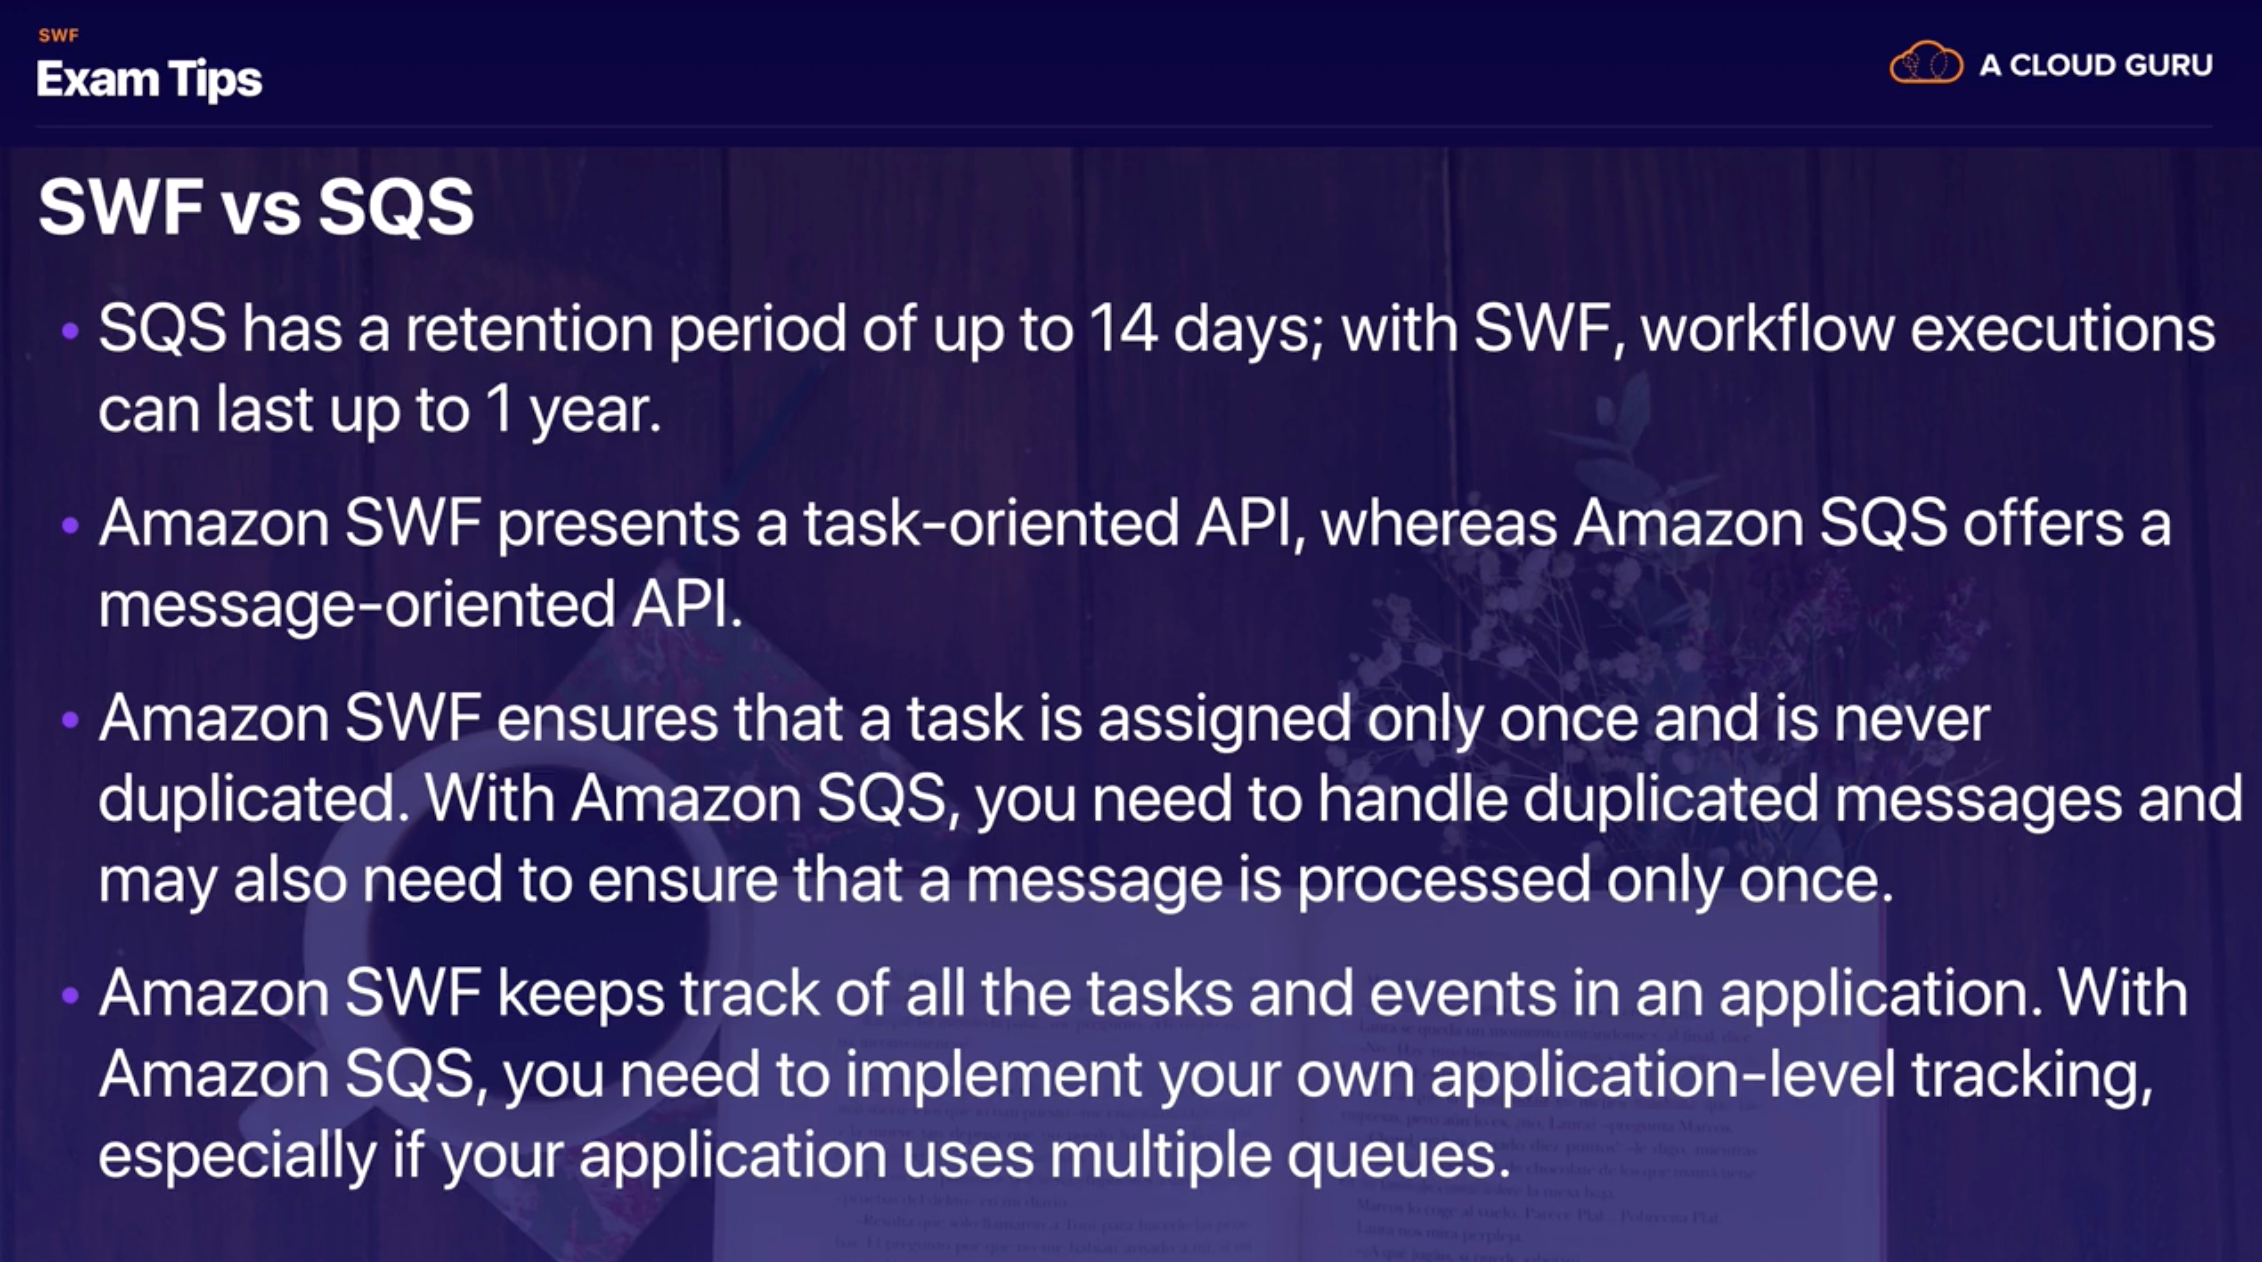 SWF
Exam Tips
A CLOUD GURU
SWF vs SQS
• SQS has a retention period of up to 14 days; with SWF, workflow executions
can last up to 1 year.
• Amazon SWF presents a task-oriented API, whereas Amazon SQS offers a
message-oriented API.
• Amazon SWF ensures that a task is assigned only once and is never
duplicated. With Amazon SQS, you need to handle duplicated messages and
may also need to ensure that a message is processed only once.
• Amazon SWF keeps track of all the tasks and events in an application. With
Amazon SQS, you need to implement your own application-level tracking,
especially if your application uses multiple queues.